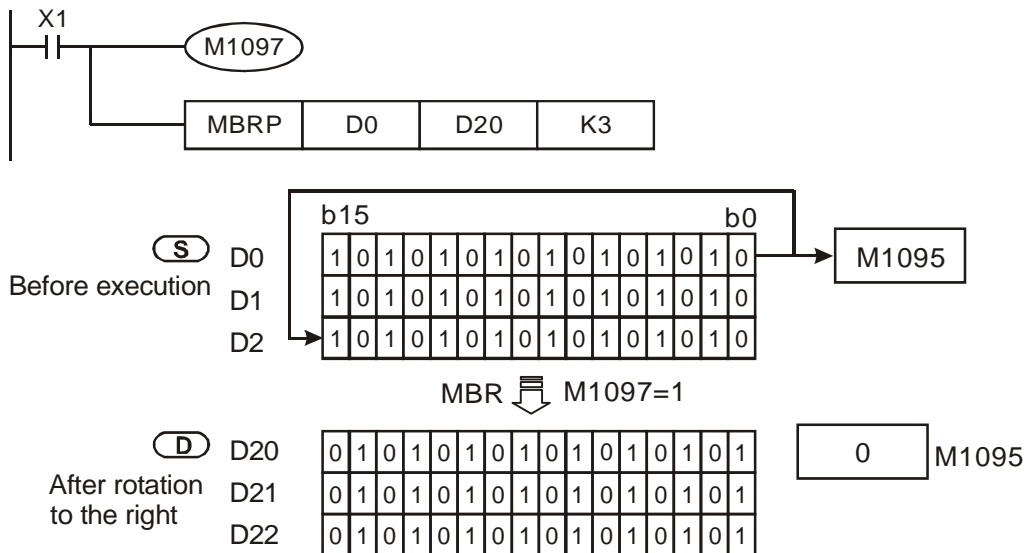 X1
M1097
MBRP D0 D20 K3
b15 b0
S D0 1 0 1 0 1 0 1 0 1 0 1 0 1 0 1 0 M1095
Before execution D1 1 0 1 0 1 0 1 0 1 0 1 0 1 0 1 0
D2 1 0 1 0 1 0 1 0 1 0 1 0 1 0 1 0
MBR M1097=1
D D20 0 1 0 1 0 1 0 1 0 1 0 1 0 1 0 1 0 M1095
After rotation D21 0 1 0 1 0 1 0 1 0 1 0 1 0 1 0 1
to the right D22 0 1 0 1 0 1 0 1 0 1 0 1 0 1 0 1